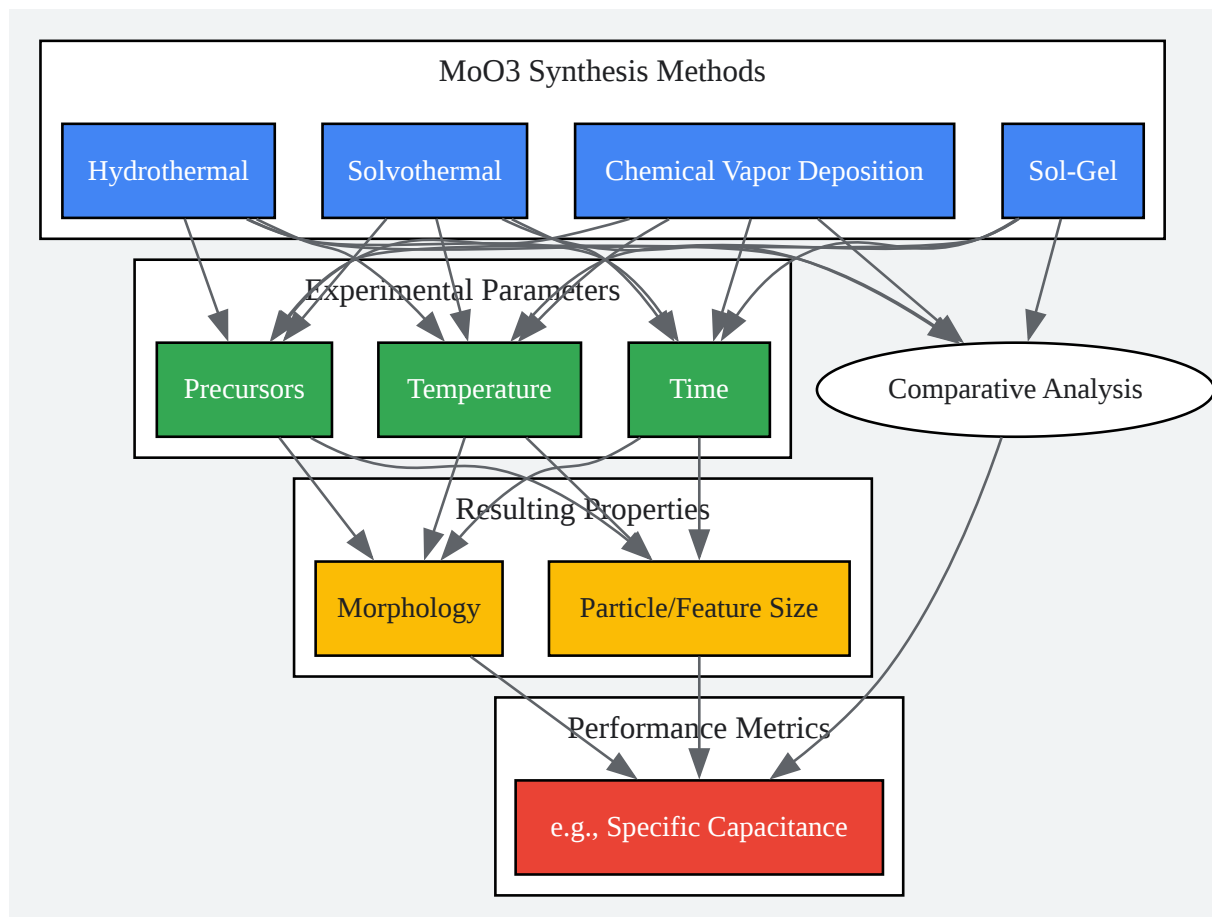 MoO3 Synthesis Methods
Hydrothermal
Solvothermal
Chemical Vapor Deposition
Sol-Gel
Experimental Parameters
Precursors
Temperature
Time
Comparative Analysis
Resulting Properties
Morphology
Particle/Feature Size
Performance Metrics
e.g., Specific Capacitance